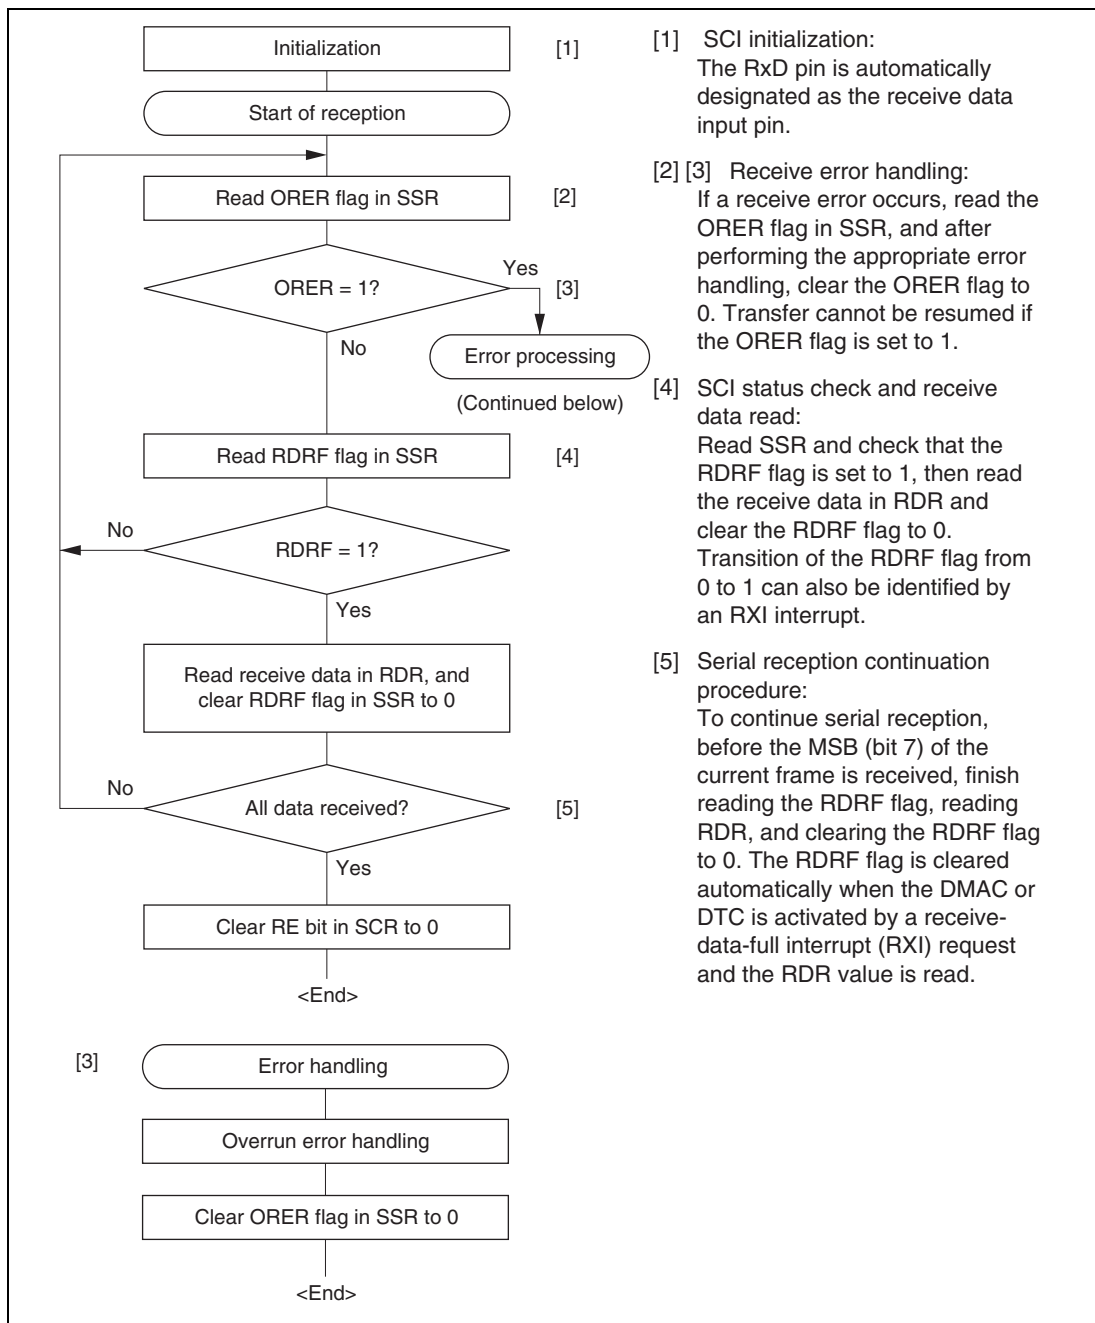 Initialization
[1]
Start of reception
Read ORER flag in SSR
[2]
ORER = 1?
Yes
[3]
No
Error processing
(Continued below)
Read RDRF flag in SSR
[4]
No
RDRF = 1?
Yes
Read receive data in RDR, and
clear RDRF flag in SSR to 0
No
All data received?
[5]
Yes
Clear RE bit in SCR to 0
<End>
[3]
Error handling
Overrun error handling
Clear ORER flag in SSR to 0
<End>
[1] SCI initialization:
The RxD pin is automatically
designated as the receive data
input pin.
[2] [3] Receive error handling:
If a receive error occurs, read the
ORER flag in SSR, and after
performing the appropriate error
handling, clear the ORER flag to
0. Transfer cannot be resumed if
the ORER flag is set to 1.
[4] SCI status check and receive
data read:
Read SSR and check that the
RDRF flag is set to 1, then read
the receive data in RDR and
clear the RDRF flag to 0.
Transition of the RDRF flag from
0 to 1 can also be identified by
an RXI interrupt.
[5] Serial reception continuation
procedure:
To continue serial reception,
before the MSB (bit 7) of the
current frame is received, finish
reading the RDRF flag, reading
RDR, and clearing the RDRF flag
to 0. The RDRF flag is cleared
automatically when the DMAC or
DTC is activated by a receive-
data-full interrupt (RXI) request
and the RDR value is read.